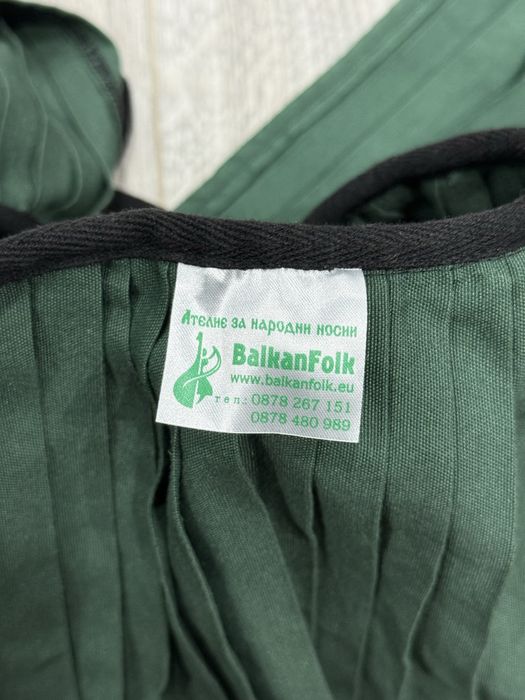 Ателие за народни носии
BalkanFolk
www.balkanfolk.eu
тел.: 0878 267 151
0878 480 989